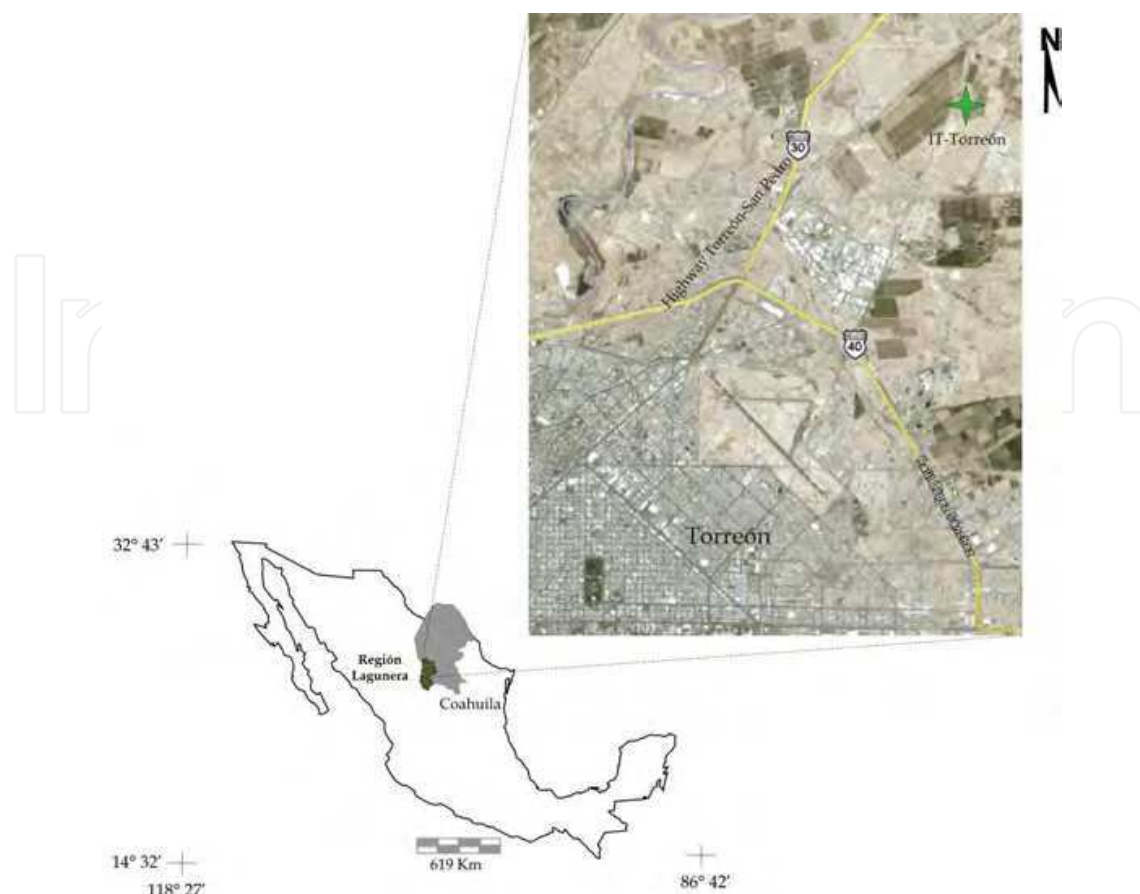 N
30
IT-Torreón
Highway Torreón-San Pedro
40
Torreón
32° 43'
Región
Lagunera
Coahuila
619 Km
14° 32'
118° 27'
86° 42'